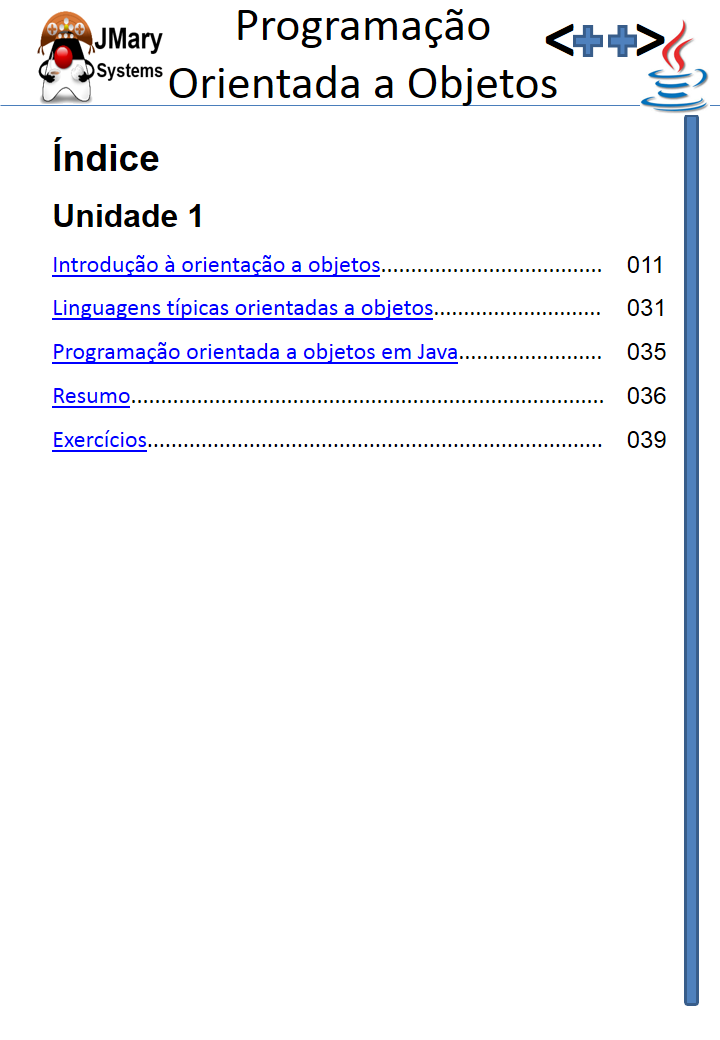 JMary
Systems
Programação
Orientada a Objetos
<++>
Índice
Unidade 1
Introdução à orientação a objetos..................................... 011
Linguagens típicas orientadas a objetos............................ 031
Programação orientada a objetos em Java........................ 035
Resumo............................................................................... 036
Exercícios............................................................................ 039